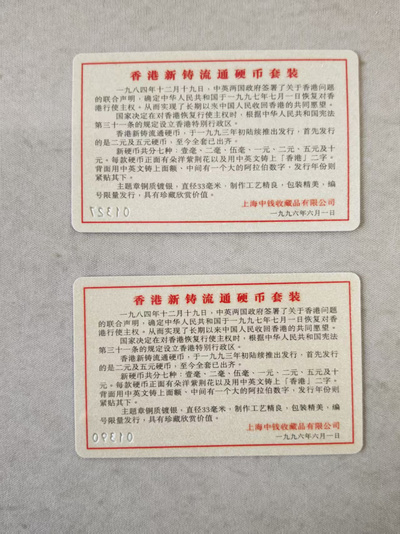 香港新铸流通硬币套装
一九八四年十二月十九日，中英两国政府签署了关于香港问题
的联合声明，确定中华人民共和国于一九九七年七月一日恢复对香
港行使主权。从而实现了长期以来中国人民收回香港的共同愿望。
国家决定在对香港恢复行使主权时，根据中华人民共和国宪法
第三十一条的规定设立香港特别行政区。
香港新铸流通硬币，于一九九三年初陆续推出发行，首先发行
的是二元及五元硬币，至今全套已出齐。
新硬币共分七种：壹毫、二毫、伍毫、一元、二元、五元及十
元。每款硬币正面有朵洋紫荆花以及用中英文铸上「香港」二字。
背面用中英文铸上面额，中间有一个大的阿拉伯数字，发行年份则
紧贴其下。
主题章铜质镀银，直径33毫米，制作工艺精良，包装精美，编
号限量发行，具有珍藏欣赏价值。
上海中钱收藏品有限公司
一九九六年六月一日
01327
香港新铸流通硬币套装
一九八四年十二月十九日，中英两国政府签署了关于香港问题
的联合声明，确定中华人民共和国于一九九七年七月一日恢复对香
港行使主权。从而实现了长期以来中国人民收回香港的共同愿望。
国家决定在对香港恢复行使主权时，根据中华人民共和国宪法
第三十一条的规定设立香港特别行政区。
香港新铸流通硬币，于一九九三年初陆续推出发行，首先发行
的是二元及五元硬币，至今全套已出齐。
新硬币共分七种：壹毫、二毫、伍毫、一元、二元、五元及十
元。每款硬币正面有朵洋紫荆花以及用中英文铸上「香港」二字。
背面用中英文铸上面额，中间有一个大的阿拉伯数字，发行年份则
紧贴其下。
主题章铜质镀银，直径33毫米，制作工艺精良，包装精美，编
号限量发行，具有珍藏欣赏价值。
上海中钱收藏品有限公司
一九九六年六月一日
01390